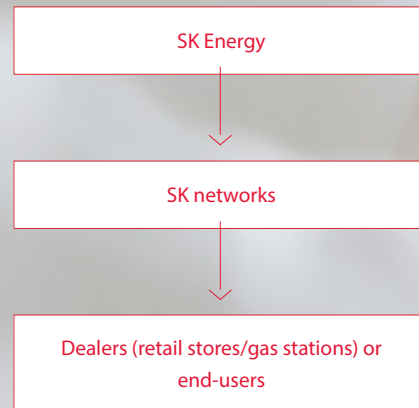 SK Energy
SK networks
Dealers (retail stores/gas stations) or
end-users